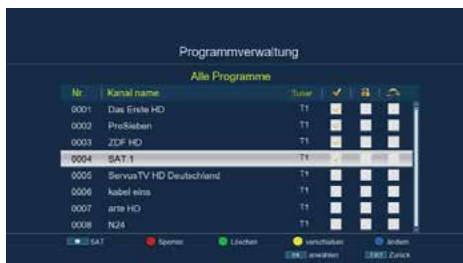 Programmverwaltung
Alle Programme
Nr. Kanal name Tuner
0001 Das Erste HD T1
0002 ProSieben T1
0003 ZDF HD T1
0004 SAT.1 T1
0005 ServusTV HD Deutschland T1
0006 kabel eins T1
0007 arte HD T1
0008 N24 T1
SAT Sperren Löschen verschieben ändern
OK anwählen EXIT Zurück